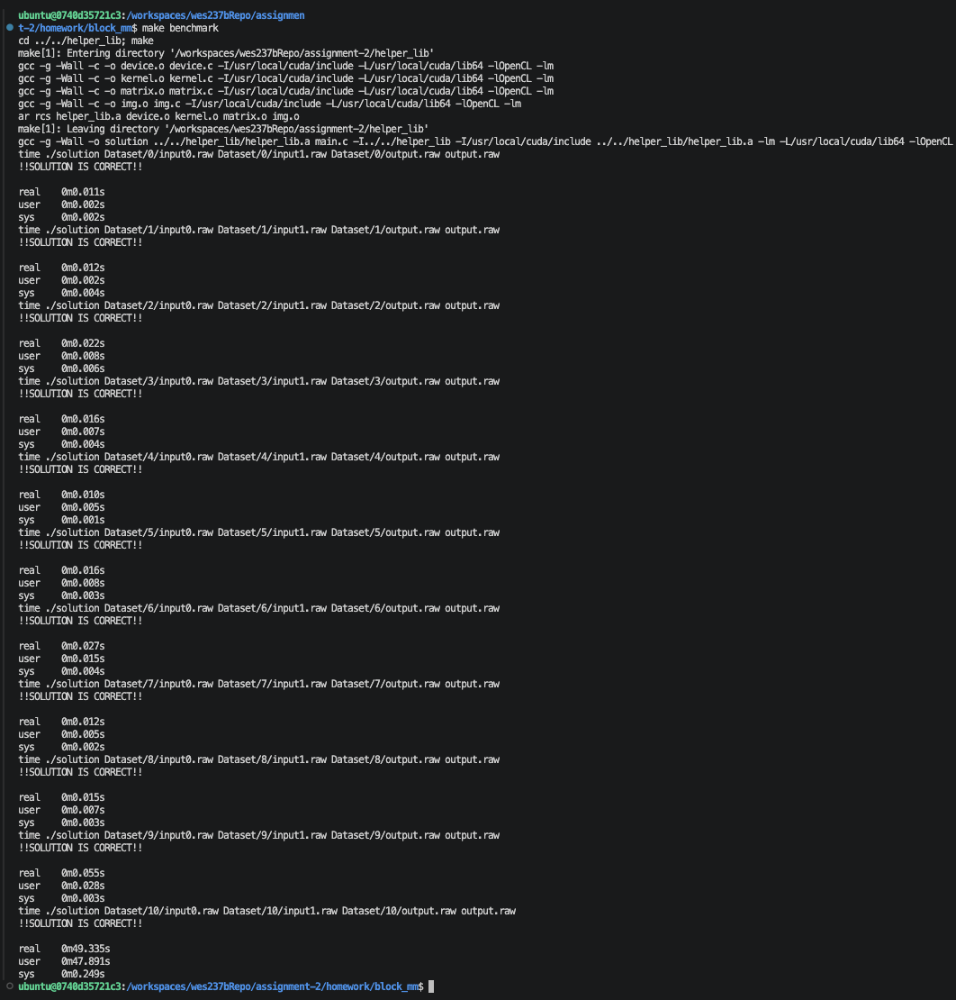 ubuntu@0740d35721c3:/workspaces/wes237bRepo/assignmen
t-2/homework/block_mm$ make benchmark
cd ../../helper_lib; make
make[1]: Entering directory '/workspaces/wes237bRepo/assignment-2/helper_lib'
gcc -g -Wall -c -o device.o device.c -I/usr/local/cuda/include -L/usr/local/cuda/lib64 -lOpenCL -lm
gcc -g -Wall -c -o kernel.o kernel.c -I/usr/local/cuda/include -L/usr/local/cuda/lib64 -lOpenCL -lm
gcc -g -Wall -c -o matrix.o matrix.c -I/usr/local/cuda/include -L/usr/local/cuda/lib64 -lOpenCL -lm
gcc -g -Wall -c -o img.o img.c -I/usr/local/cuda/include -L/usr/local/cuda/lib64 -lOpenCL -lm
ar rcs helper_lib.a device.o kernel.o matrix.o img.o
make[1]: Leaving directory '/workspaces/wes237bRepo/assignment-2/helper_lib'
gcc -g -Wall -o solution ../../helper_lib/helper_lib.a main.c -I../../helper_lib -I/usr/local/cuda/include ../../helper_lib/helper_lib.a -lm -L/usr/local/cuda/lib64 -lOpenCL
time ./solution Dataset/0/input0.raw Dataset/0/input1.raw Dataset/0/output.raw output.raw
!!SOLUTION IS CORRECT!!
real 0m0.011s
user 0m0.002s
sys 0m0.002s
time ./solution Dataset/1/input0.raw Dataset/1/input1.raw Dataset/1/output.raw output.raw
!!SOLUTION IS CORRECT!!
real 0m0.012s
user 0m0.002s
sys 0m0.004s
time ./solution Dataset/2/input0.raw Dataset/2/input1.raw Dataset/2/output.raw output.raw
!!SOLUTION IS CORRECT!!
real 0m0.022s
user 0m0.008s
sys 0m0.006s
time ./solution Dataset/3/input0.raw Dataset/3/input1.raw Dataset/3/output.raw output.raw
!!SOLUTION IS CORRECT!!
real 0m0.016s
user 0m0.007s
sys 0m0.004s
time ./solution Dataset/4/input0.raw Dataset/4/input1.raw Dataset/4/output.raw output.raw
!!SOLUTION IS CORRECT!!
real 0m0.010s
user 0m0.005s
sys 0m0.001s
time ./solution Dataset/5/input0.raw Dataset/5/input1.raw Dataset/5/output.raw output.raw
!!SOLUTION IS CORRECT!!
real 0m0.016s
user 0m0.008s
sys 0m0.003s
time ./solution Dataset/6/input0.raw Dataset/6/input1.raw Dataset/6/output.raw output.raw
!!SOLUTION IS CORRECT!!
real 0m0.027s
user 0m0.015s
sys 0m0.004s
time ./solution Dataset/7/input0.raw Dataset/7/input1.raw Dataset/7/output.raw output.raw
!!SOLUTION IS CORRECT!!
real 0m0.012s
user 0m0.005s
sys 0m0.002s
time ./solution Dataset/8/input0.raw Dataset/8/input1.raw Dataset/8/output.raw output.raw
!!SOLUTION IS CORRECT!!
real 0m0.015s
user 0m0.007s
sys 0m0.003s
time ./solution Dataset/9/input0.raw Dataset/9/input1.raw Dataset/9/output.raw output.raw
!!SOLUTION IS CORRECT!!
real 0m0.055s
user 0m0.028s
sys 0m0.003s
time ./solution Dataset/10/input0.raw Dataset/10/input1.raw Dataset/10/output.raw output.raw
!!SOLUTION IS CORRECT!!
real 0m49.335s
user 0m47.891s
sys 0m0.249s
ubuntu@0740d35721c3:/workspaces/wes237bRepo/assignment-2/homework/block_mm$